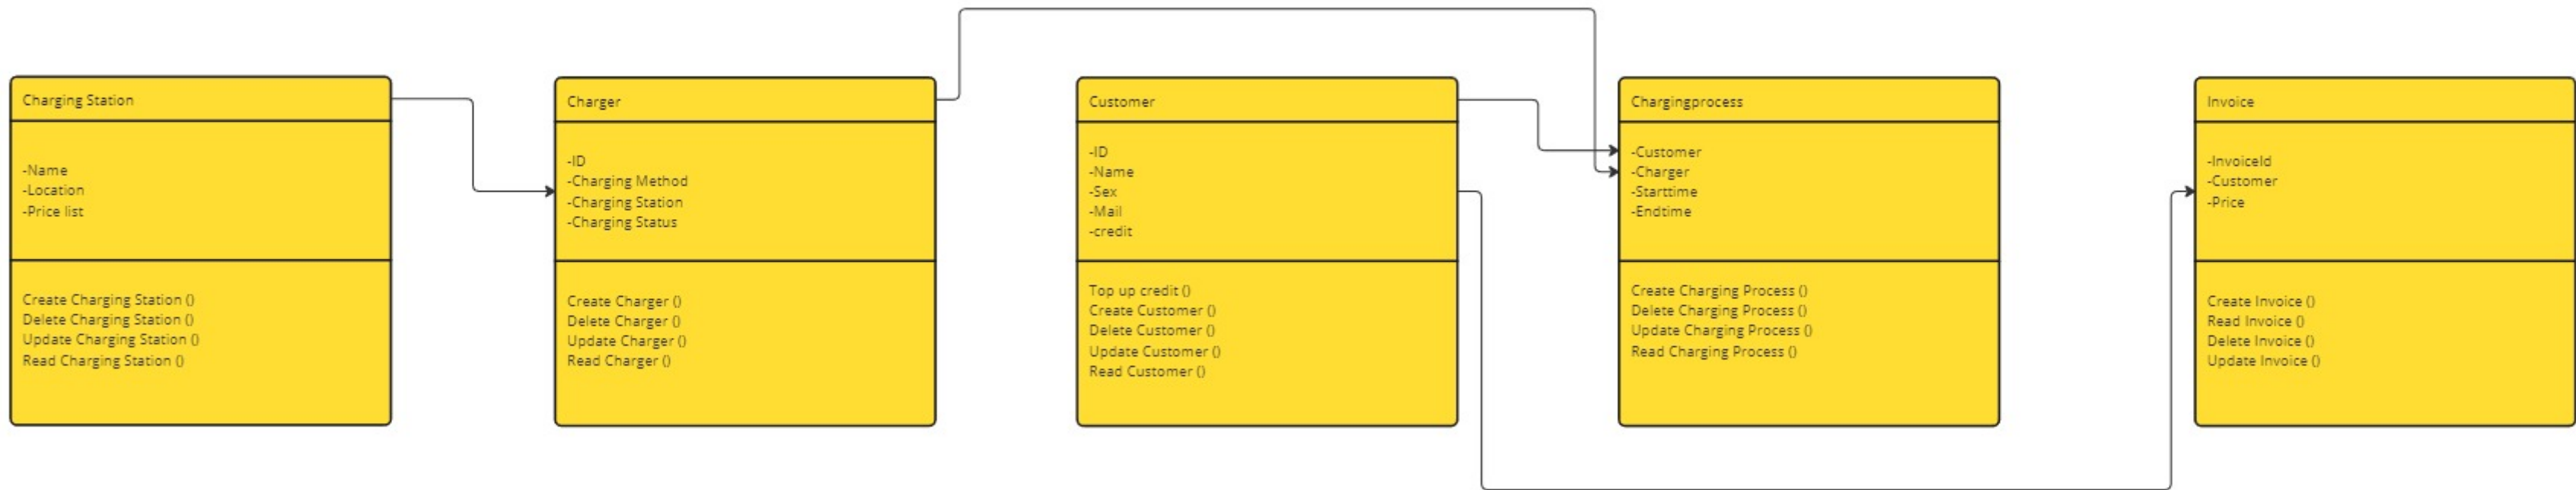 Charging Station
-Name
-Location
-Price list
Create Charging Station ()
Delete Charging Station ()
Update Charging Station ()
Read Charging Station ()
Charger
-ID
-Charging Method
-Charging Station
-Charging Status
Create Charger ()
Delete Charger ()
Update Charger ()
Read Charger ()
Customer
-ID
-Name
-Sex
-Mail
-credit
Top up credit ()
Create Customer ()
Delete Customer ()
Update Customer ()
Read Customer ()
Chargingprocess
-Customer
-Charger
-Starttime
-Endtime
Create Charging Process ()
Delete Charging Process ()
Update Charging Process ()
Read Charging Process ()
Invoice
-InvoiceId
-Customer
-Price
Create Invoice ()
Read Invoice ()
Delete Invoice ()
Update Invoice ()